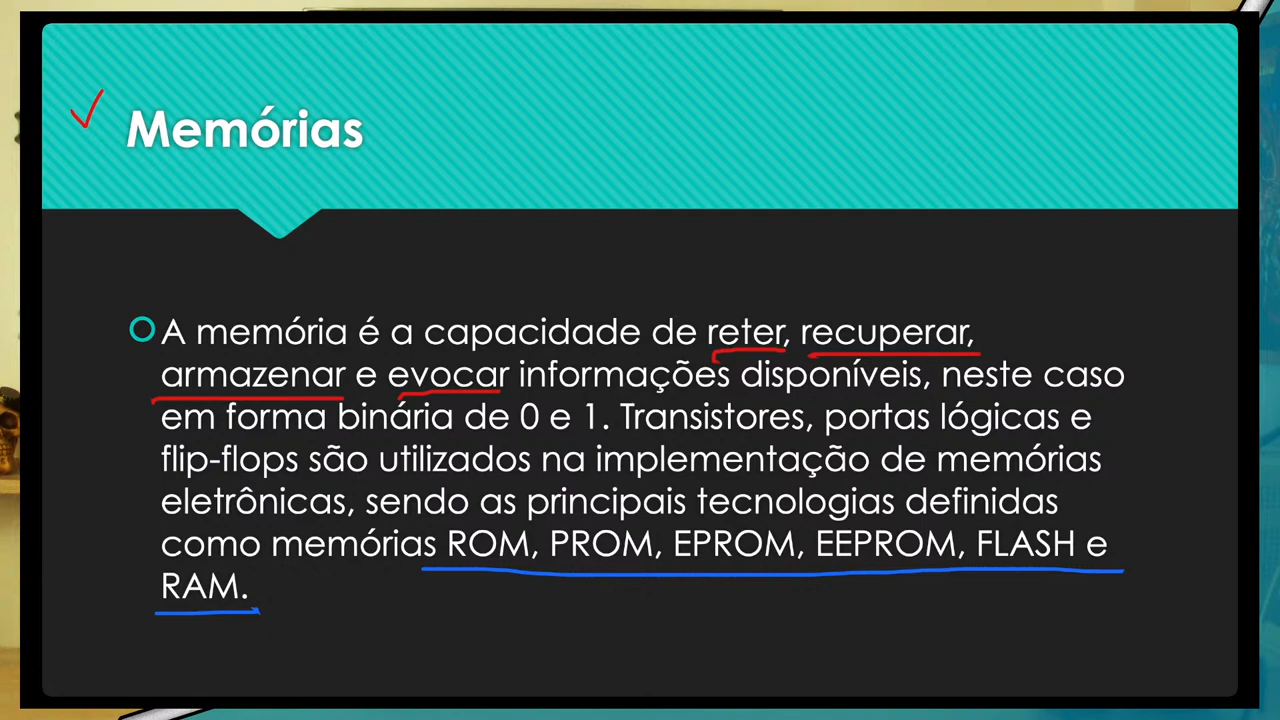 Memórias
A memória é a capacidade de reter, recuperar,
armazenar e evocar informações disponíveis, neste caso
em forma binária de 0 e 1. Transistores, portas lógicas e
flip-flops são utilizados na implementação de memórias
eletrônicas, sendo as principais tecnologias definidas
como memórias ROM, PROM, EPROM, EEPROM, FLASH e
RAM.